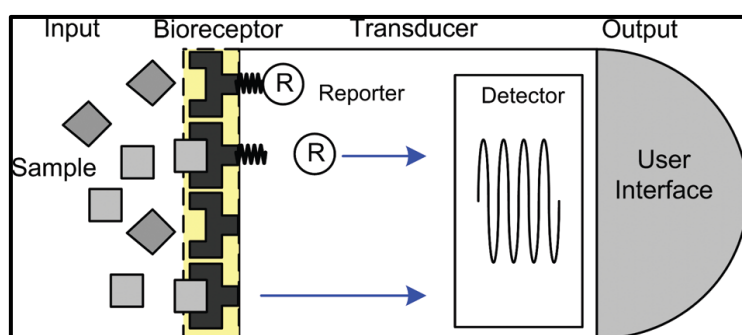 Input Bioreceptor Transducer Output
R Reporter Detector
R
Sample
User
Interface